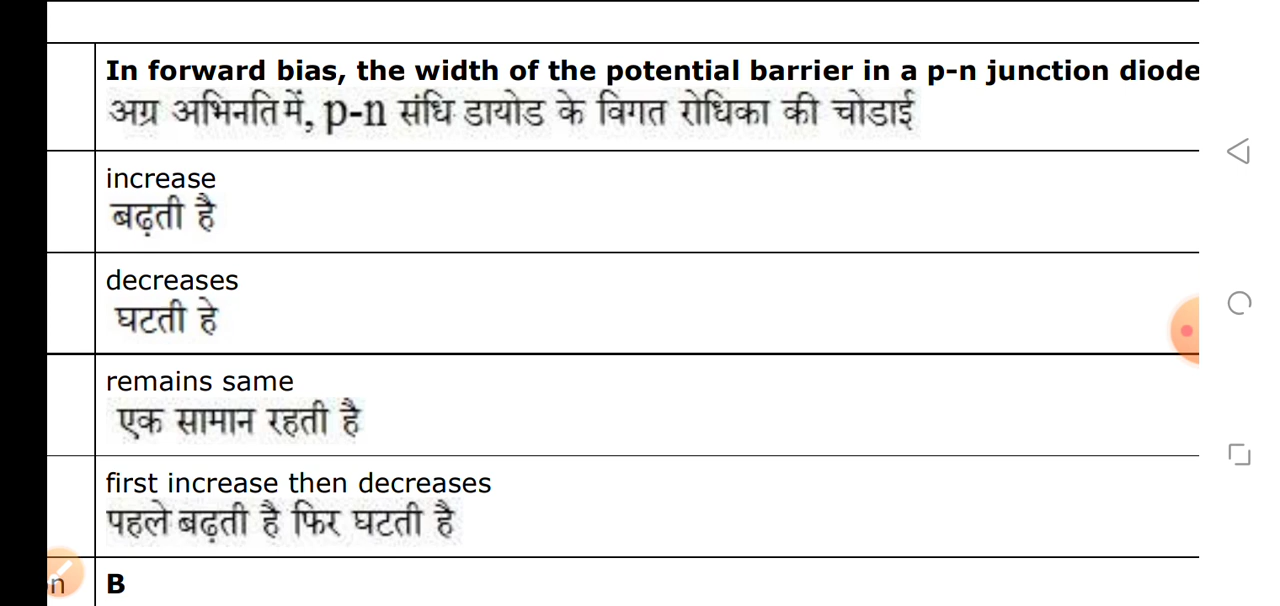 In forward bias, the width of the potential barrier in a p-n junction diode
अग्र अभिनति में, p-n संधि डायोड के विगत रोधिका की चोडाई
increase
बढ़ती है
decreases
घटती हे
remains same
एक सामान रहती है
first increase then decreases
पहले बढ़ती है फिर घटती है
n B